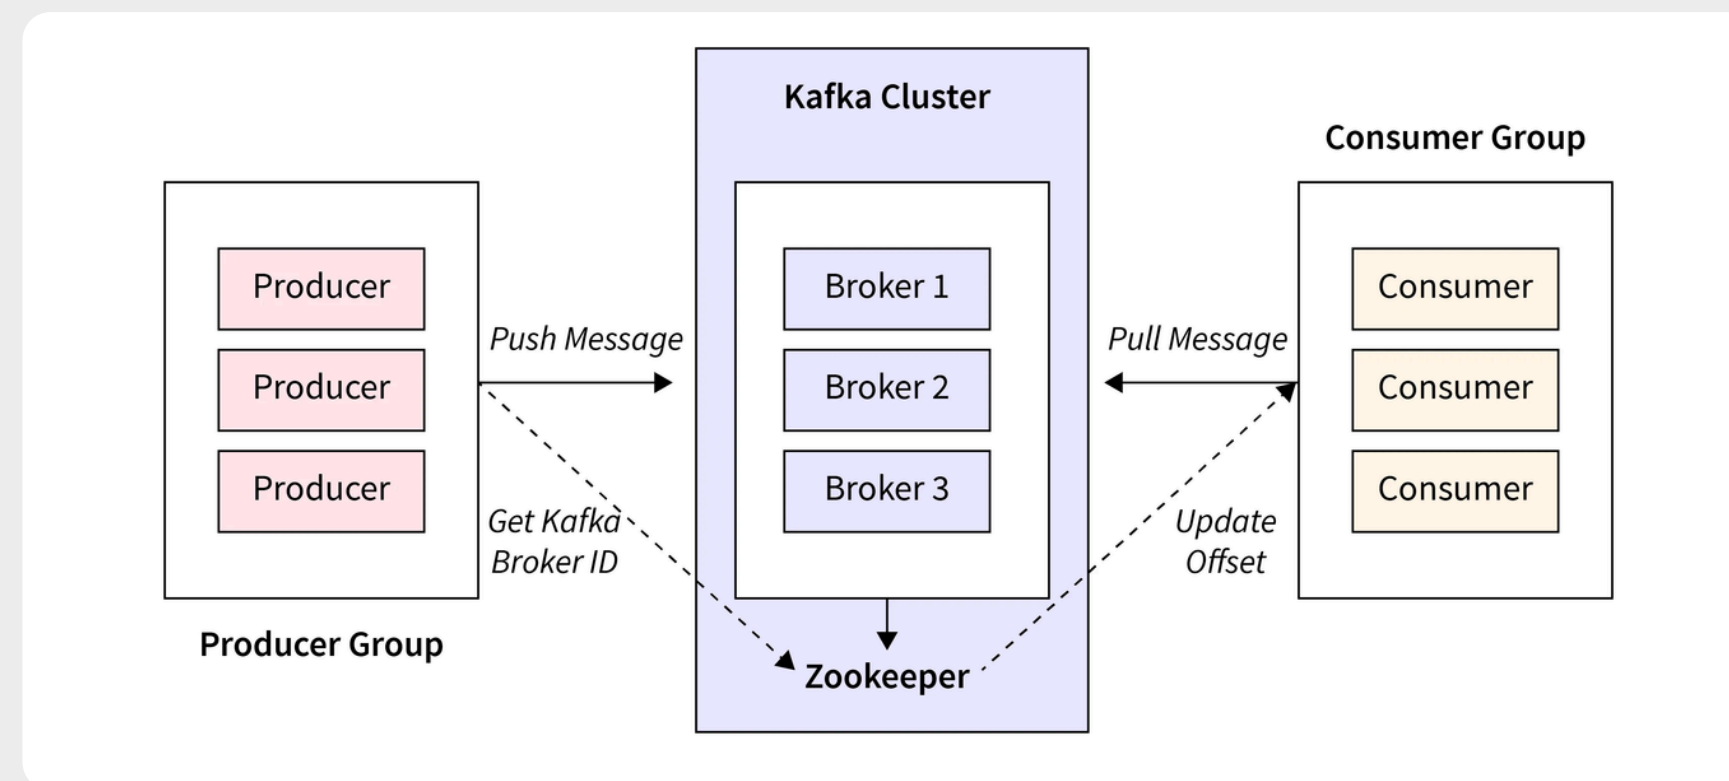 Kafka Cluster
Consumer Group
Producer
Producer
Producer
Push Message
Get Kafka
Broker ID
Producer Group
Broker 1
Broker 2
Broker 3
Zookeeper
Pull Message
Update
Offset
Consumer
Consumer
Consumer